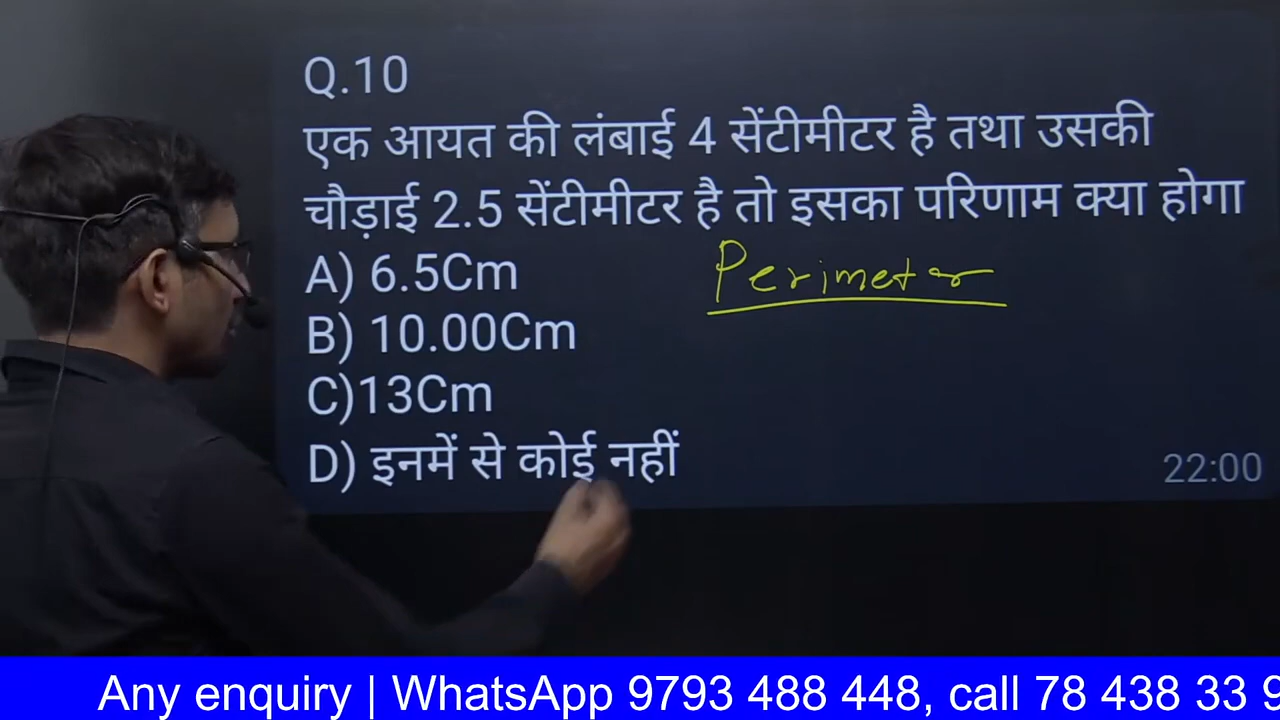 Q.10
एक आयत की लंबाई 4 सेंटीमीटर है तथा उसकी
चौड़ाई 2.5 सेंटीमीटर है तो इसका परिणाम क्या होगा
A) 6.5Cm
Perimeter
B) 10.00Cm
C)13Cm
D) इनमें से कोई नहीं
22:00
Any enquiry | WhatsApp 9793 488 448, call 78 438 33 9